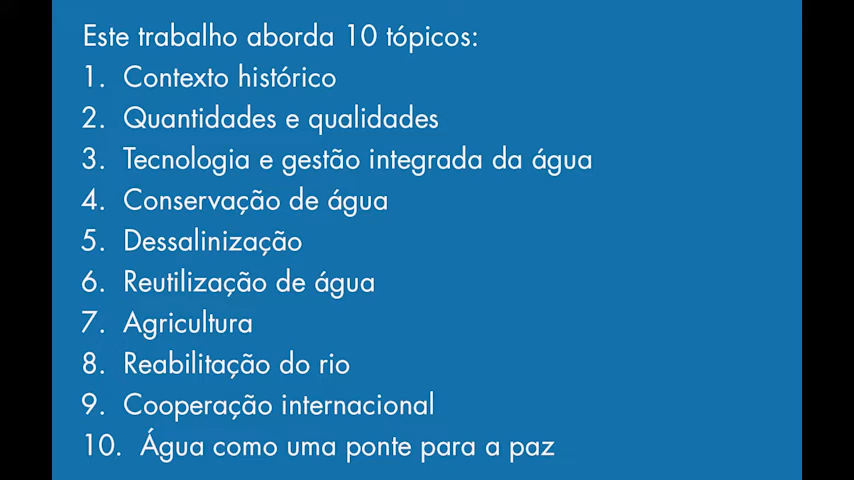 Este trabalho aborda 10 tópicos:
1. Contexto histórico
2. Quantidades e qualidades
3. Tecnologia e gestão integrada da água
4. Conservação de água
5. Dessalinização
6. Reutilização de água
7. Agricultura
8. Reabilitação do rio
9. Cooperação internacional
10. Água como uma ponte para a paz